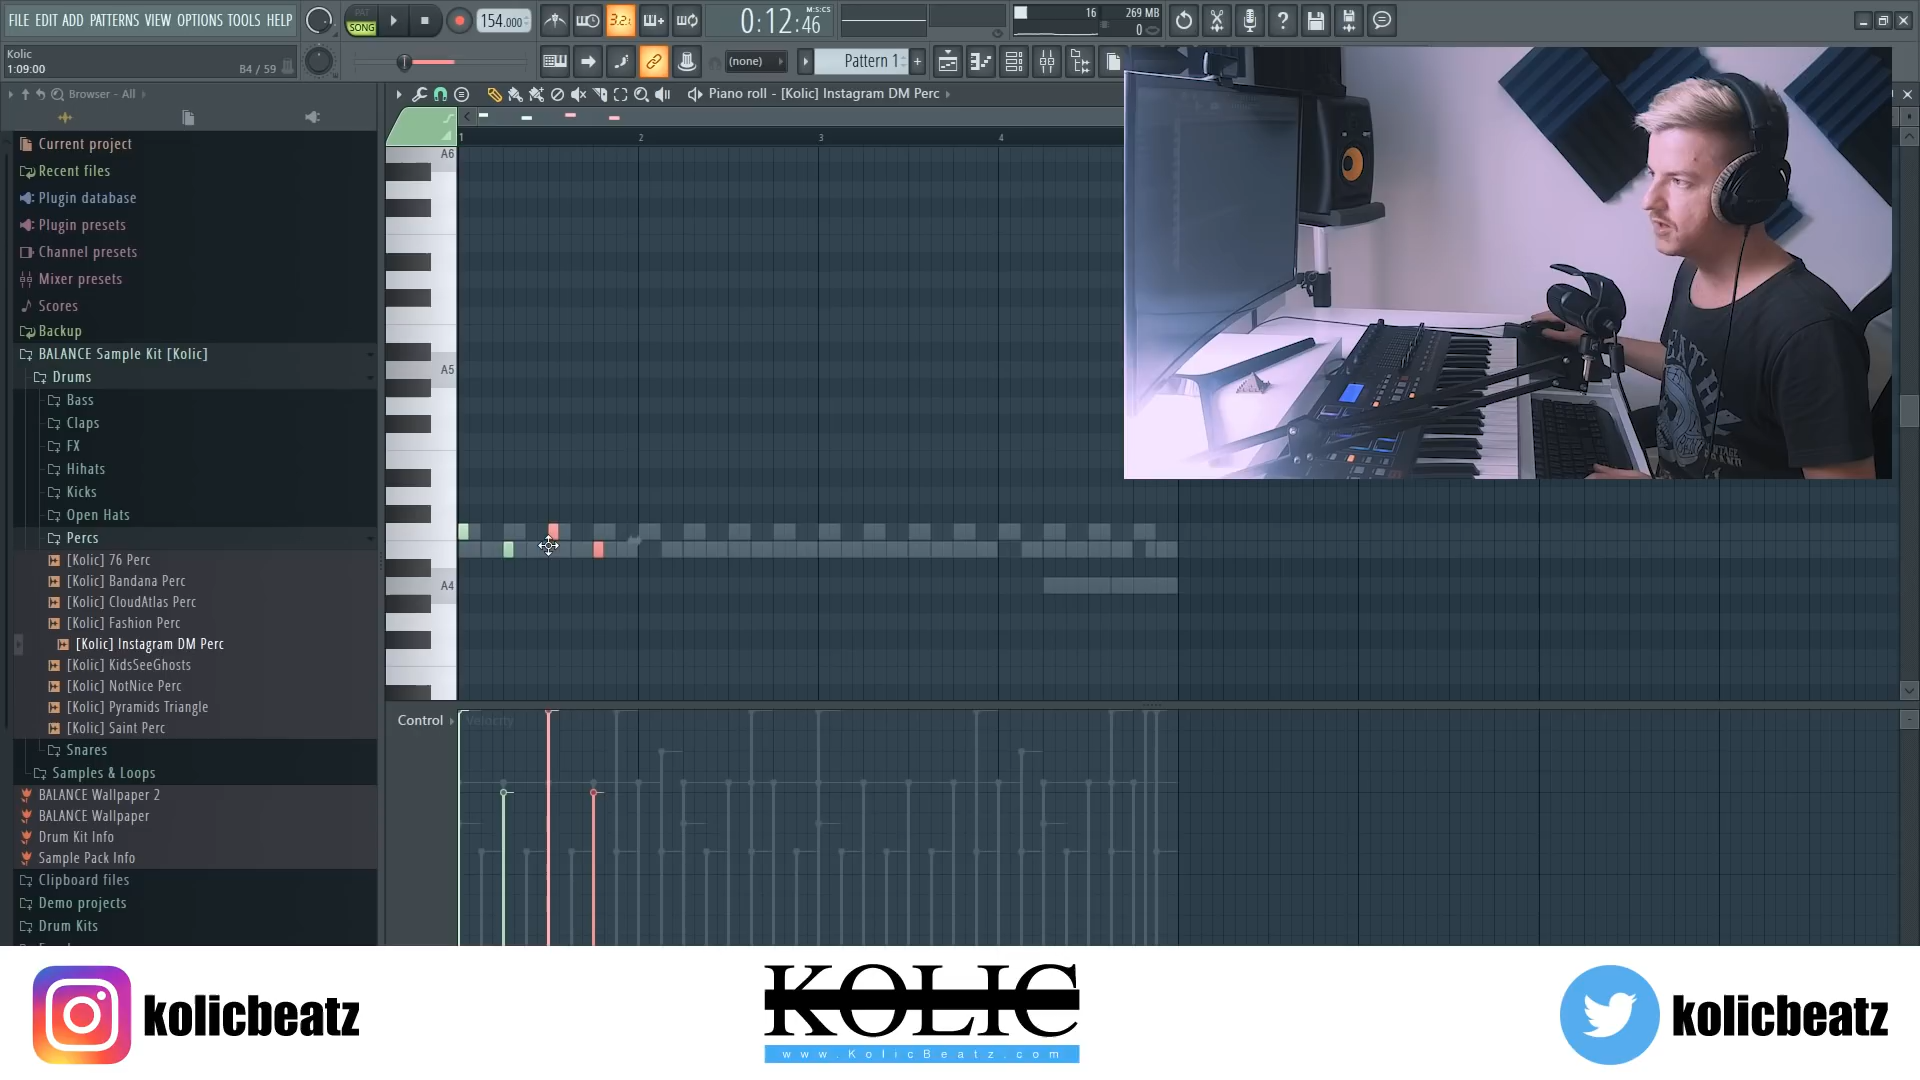 FILE EDIT ADD PATTERNS VIEW OPTIONS TOOLS HELP
PAT
SONG
154.000
3.2.
0:12:46
M:S:CS
16
269 MB
0
Kolic
1:09:00
B4 / 59
(none)
Pattern 1
Browser - All
Piano roll - [Kolic] Instagram DM Perc
Current project
Recent files
Plugin database
Plugin presets
Channel presets
Mixer presets
Scores
Backup
BALANCE Sample Kit [Kolic]
Drums
Bass
Claps
FX
Hihats
Kicks
Open Hats
Percs
[Kolic] 76 Perc
[Kolic] Bandana Perc
[Kolic] CloudAtlas Perc
[Kolic] Fashion Perc
[Kolic] Instagram DM Perc
[Kolic] KidsSeeGhosts
[Kolic] NotNice Perc
[Kolic] Pyramids Triangle
[Kolic] Saint Perc
Snares
Samples & Loops
BALANCE Wallpaper 2
BALANCE Wallpaper
Drum Kit Info
Sample Pack Info
Clipboard files
Demo projects
Drum Kits
1 2 3 4
A6
A5
A4
Control
Velocity
kolicbeatz
KOLIC
www.KolicBeatz.com
kolicbeatz